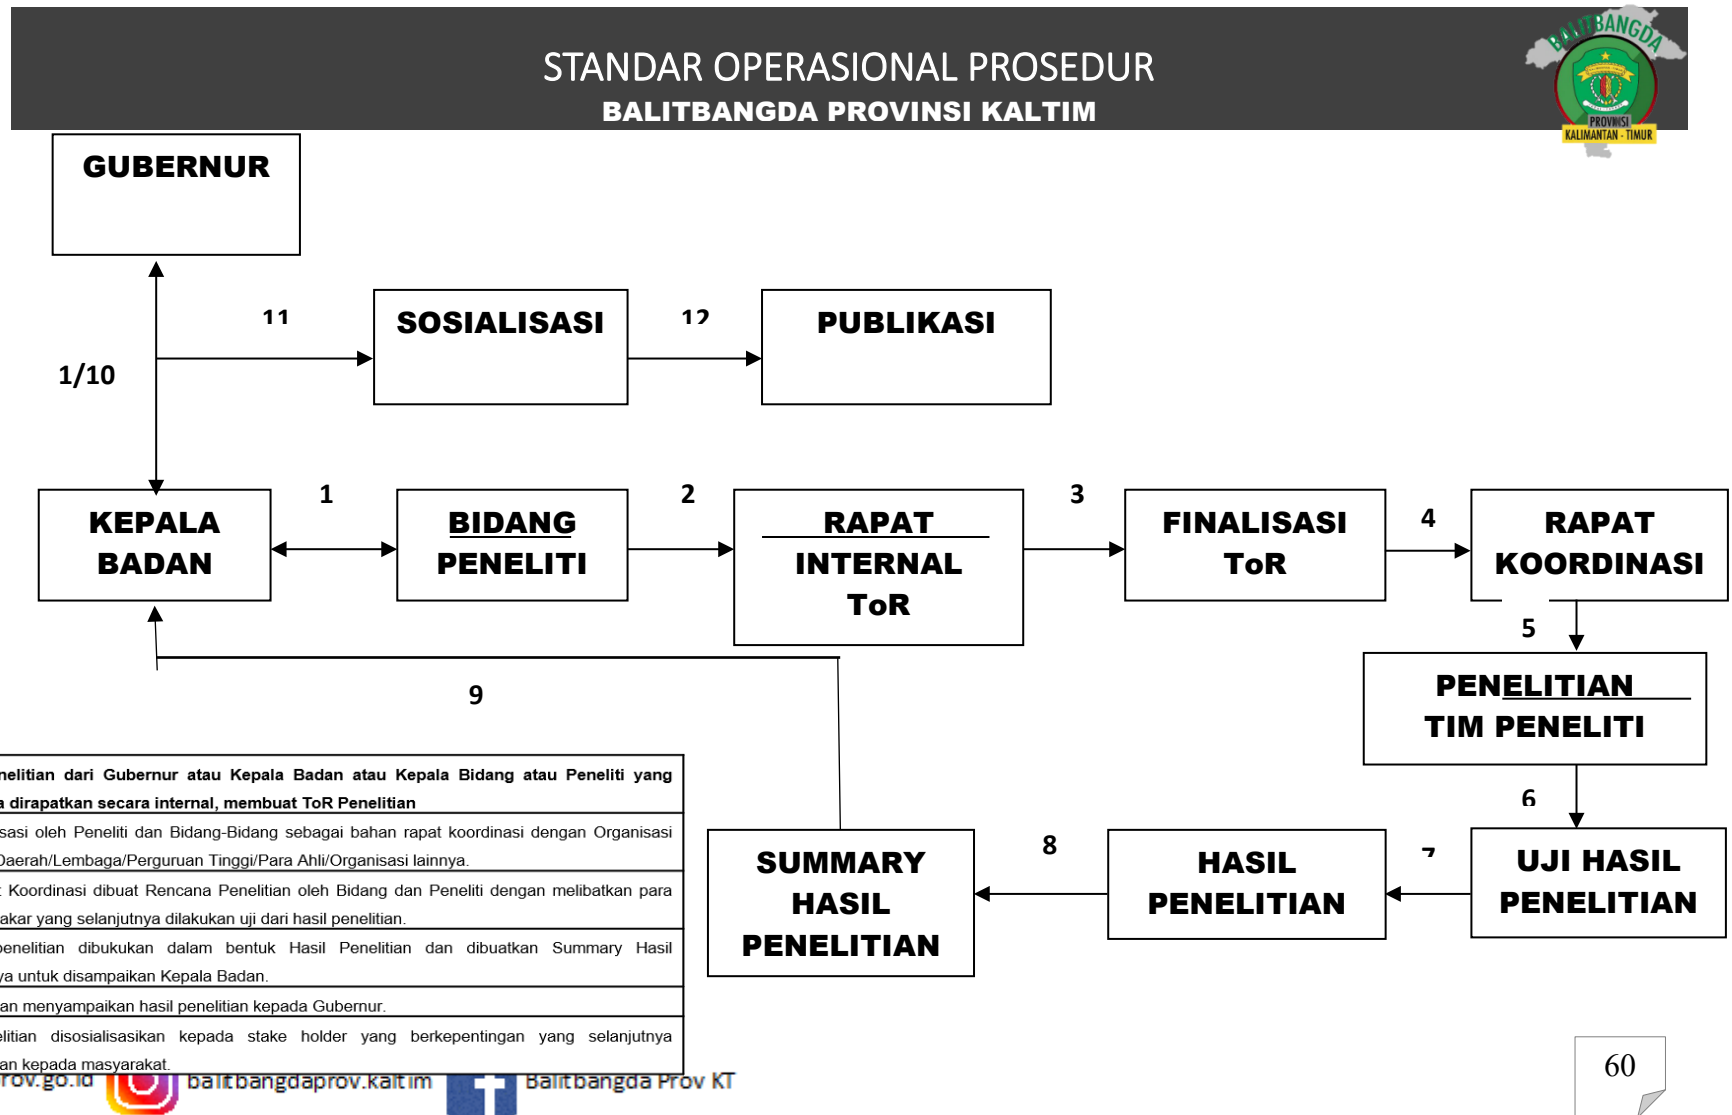 STANDAR OPERASIONAL PROSEDUR
BALITBANGDA PROVINSI KALTIM
BALITBANGDA
PROVINSI
KALIMANTAN - TIMUR
GUBERNUR
11
SOSIALISASI
12
PUBLIKASI
1/10
KEPALA
BADAN
1
BIDANG
PENELITI
2
RAPAT
INTERNAL
ToR
3
FINALISASI
ToR
4
RAPAT
KOORDINASI
5
PENELITIAN
TIM PENELITI
6
UJI HASIL
PENELITIAN
7
HASIL
PENELITIAN
8
SUMMARY
HASIL
PENELITIAN
9
nelitian dari Gubernur atau Kepala Badan atau Kepala Bidang atau Peneliti yang
a dirapatkan secara internal, membuat ToR Penelitian
sasi oleh Peneliti dan Bidang-Bidang sebagai bahan rapat koordinasi dengan Organisasi
Daerah/Lembaga/Perguruan Tinggi/Para Ahli/Organisasi lainnya.
Koordinasi dibuat Rencana Penelitian oleh Bidang dan Peneliti dengan melibatkan para
akar yang selanjutnya dilakukan uji dari hasil penelitian.
penelitian dibukukan dalam bentuk Hasil Penelitian dan dibuatkan Summary Hasil
ya untuk disampaikan Kepala Badan.
an menyampaikan hasil penelitian kepada Gubernur.
elitian disosialisasikan kepada stake holder yang berkepentingan yang selanjutnya
an kepada masyarakat.
rov.go.id balitbangdaprov.kaltim Balitbangda Prov KT
60